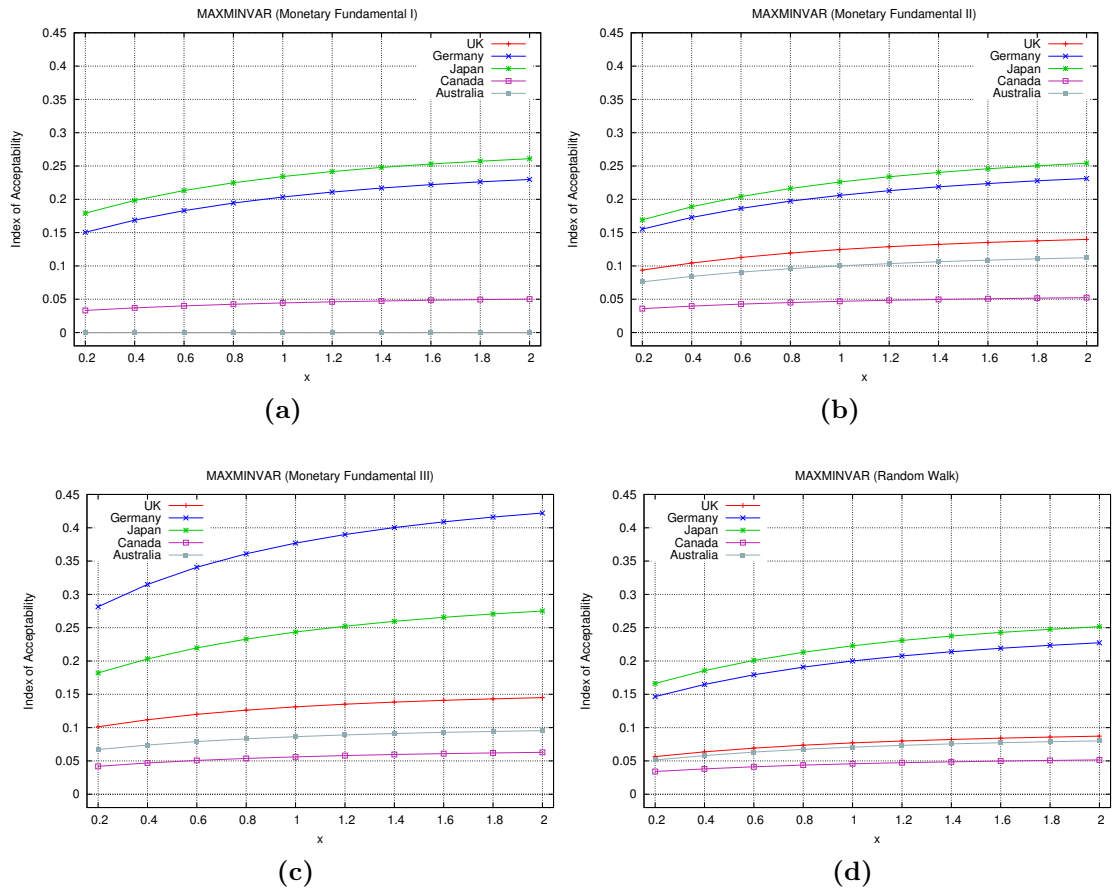 MAXMINVAR (Monetary Fundamental I)
0.45
0.4
0.35
0.3
0.25
0.2
0.15
0.1
0.05
0
Index of Acceptability
UK
Germany
Japan
Canada
Australia
0.2 0.4 0.6 0.8 1 1.2 1.4 1.6 1.8 2
x
(a)
MAXMINVAR (Monetary Fundamental II)
0.45
0.4
0.35
0.3
0.25
0.2
0.15
0.1
0.05
0
Index of Acceptability
UK
Germany
Japan
Canada
Australia
0.2 0.4 0.6 0.8 1 1.2 1.4 1.6 1.8 2
x
(b)
MAXMINVAR (Monetary Fundamental III)
0.45
0.4
0.35
0.3
0.25
0.2
0.15
0.1
0.05
0
Index of Acceptability
UK
Germany
Japan
Canada
Australia
0.2 0.4 0.6 0.8 1 1.2 1.4 1.6 1.8 2
x
(c)
MAXMINVAR (Random Walk)
0.45
0.4
0.35
0.3
0.25
0.2
0.15
0.1
0.05
0
Index of Acceptability
UK
Germany
Japan
Canada
Australia
0.2 0.4 0.6 0.8 1 1.2 1.4 1.6 1.8 2
x
(d)